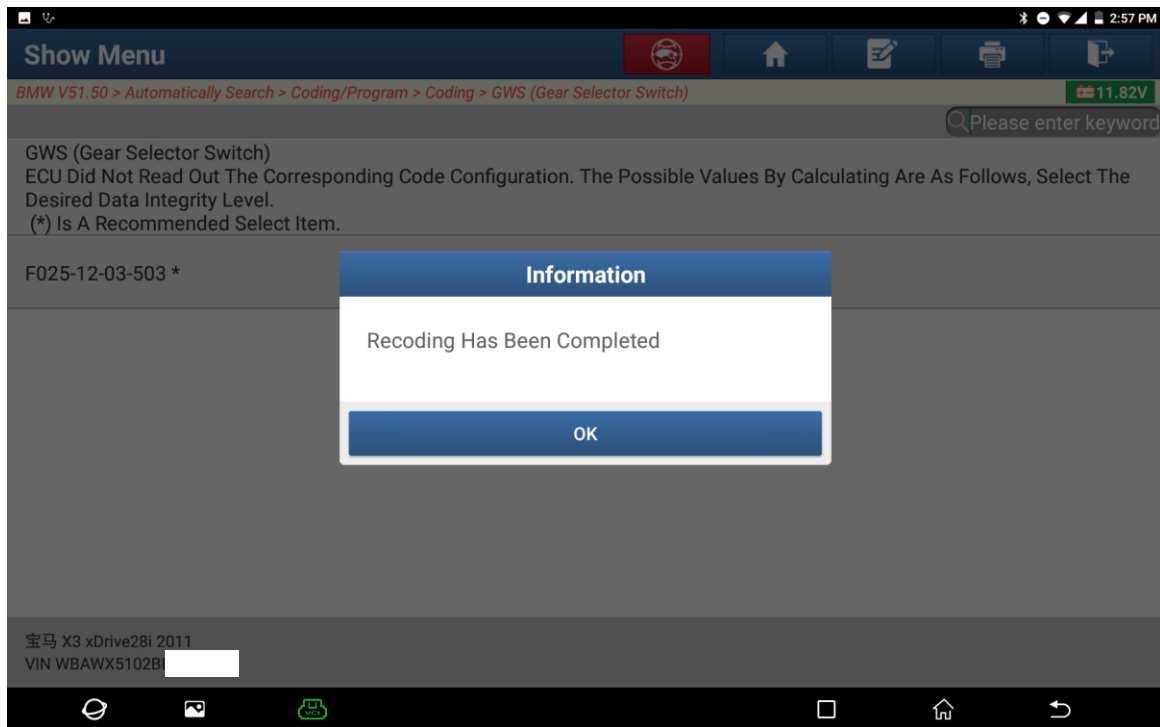 2:57 PM
Show Menu
BMW V51.50 > Automatically Search > Coding/Program > Coding > GWS (Gear Selector Switch)
11.82V
Please enter keyword
GWS (Gear Selector Switch)
ECU Did Not Read Out The Corresponding Code Configuration. The Possible Values By Calculating Are As Follows, Select The
Desired Data Integrity Level.
(*) Is A Recommended Select Item.
F025-12-03-503 *
Information
Recoding Has Been Completed
OK
宝马 X3 xDrive28i 2011
VIN WBAWX5102B
VCI